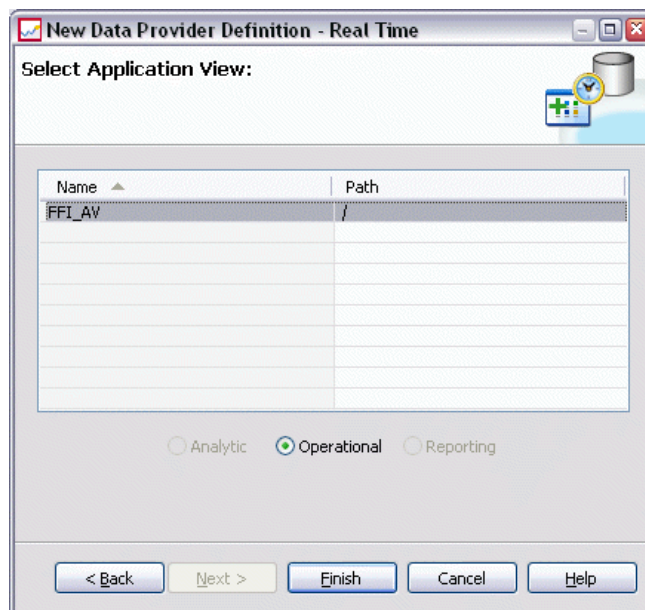 New Data Provider Definition - Real Time
Select Application View:
Name Path
FFI_AV /
Analytic Operational Reporting
< Back Next > Finish Cancel Help